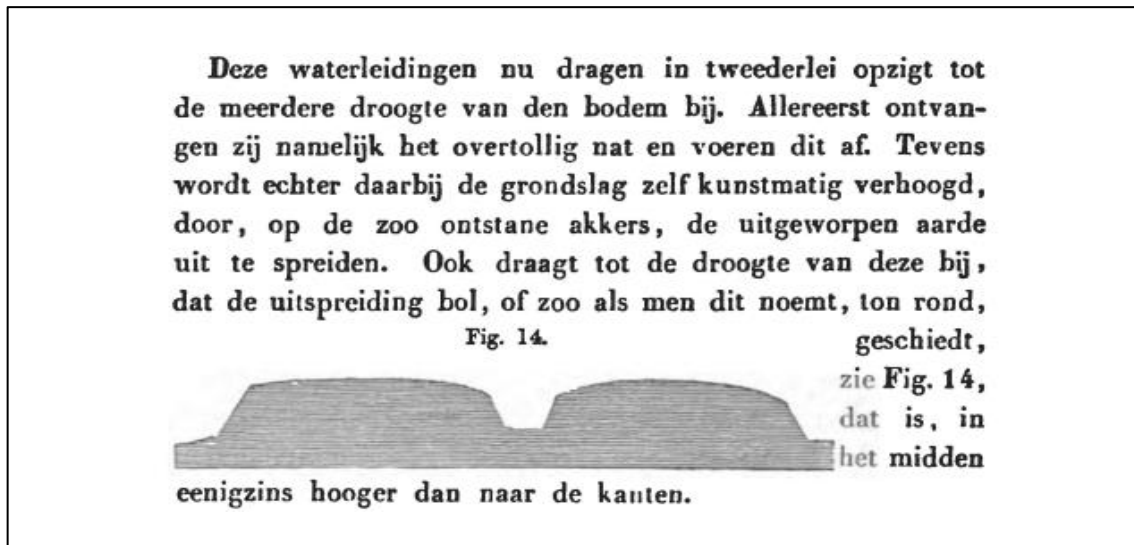 Deze waterleidingen nu dragen in tweederlei opzigt tot
de meerdere droogte van den bodem bij. Allereerst ontvan-
gen zij namelijk het overtollig nat en voeren dit af. Tevens
wordt echter daarbij de grondslag zelf kunstmatig verhoogd,
door, op de zoo ontstane akkers, de uitgeworpen aarde
uit te spreiden. Ook draagt tot de droogte van deze bij,
dat de uitspreiding bol, of zoo als men dit noemt, ton rond,
Fig. 14.
geschiedt,
zie Fig. 14,
dat is, in
het midden
eenigzins hooger dan naar de kanten.